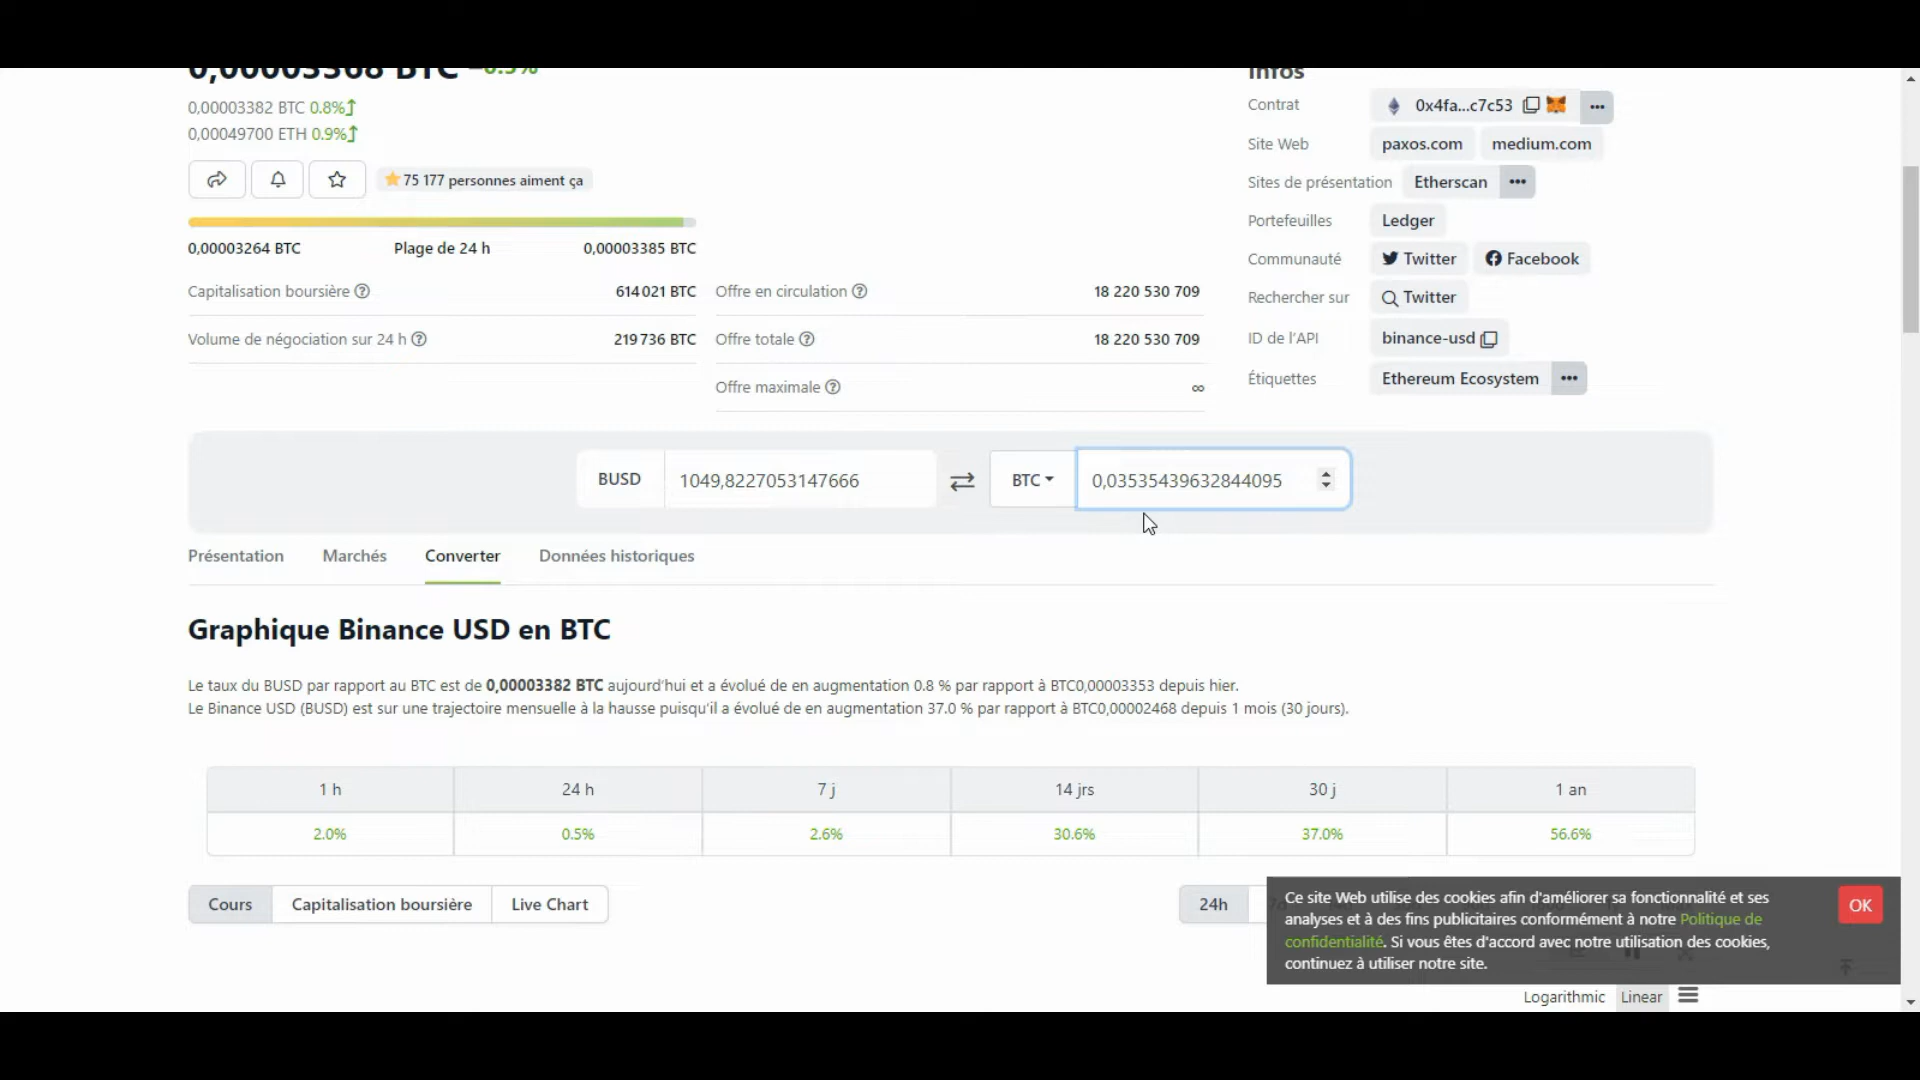 0,00003368 BTC -0.5%
0,00003382 BTC 0.8%
0,00049700 ETH 0.9%
75 177 personnes aiment ça
0,00003264 BTC Plage de 24 h 0,00003385 BTC
Capitalisation boursière 614 021 BTC
Volume de négociation sur 24 h 219 736 BTC
Offre en circulation 18 220 530 709
Offre totale 18 220 530 709
Offre maximale ∞
Infos
Contrat 0x4fa...c7c53
Site Web paxos.com medium.com
Sites de présentation Etherscan
Portefeuilles Ledger
Communauté Twitter Facebook
Rechercher sur Twitter
ID de l'API binance-usd
Étiquettes Ethereum Ecosystem
BUSD 1049,8227053147666 BTC 0,03535439632844095
Présentation Marchés Converter Données historiques
Graphique Binance USD en BTC
Le taux du BUSD par rapport au BTC est de 0,00003382 BTC aujourd'hui et a évolué de en augmentation 0.8 % par rapport à BTC0,00003353 depuis hier.
Le Binance USD (BUSD) est sur une trajectoire mensuelle à la hausse puisqu'il a évolué de en augmentation 37.0 % par rapport à BTC0,00002468 depuis 1 mois (30 jours).
1 h 24 h 7 j 14 jrs 30 j 1 an
2.0% 0.5% 2.6% 30.6% 37.0% 56.6%
Cours Capitalisation boursière Live Chart 24h
Ce site Web utilise des cookies afin d'améliorer sa fonctionnalité et ses
analyses et à des fins publicitaires conformément à notre Politique de
confidentialité. Si vous êtes d'accord avec notre utilisation des cookies,
continuez à utiliser notre site.
OK
Logarithmic Linear